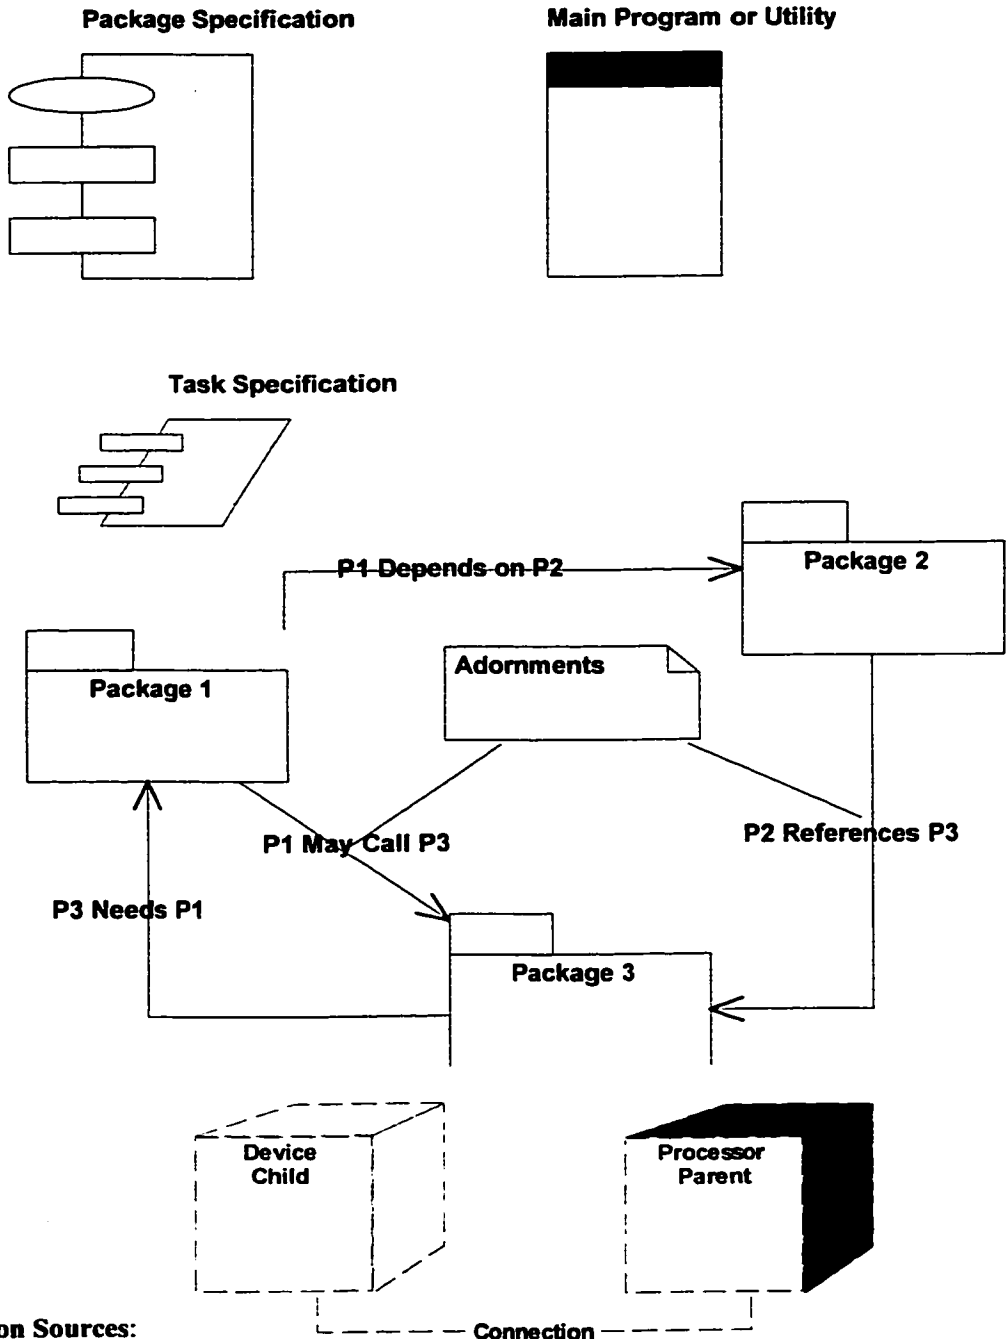 Package Specification
Main Program or Utility
Task Specification
P1 Depends on P2
Package 2
Adornments
Package 1
P1 May Call P3
P2 References P3
P3 Needs P1
Package 3
Device
Child
Processor
Parent
on Sources:
Connection